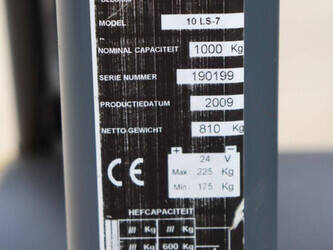 MODEL 10 LS-7
NOMINAL CAPACITEIT 1000 Kg
SERIE NUMMER 190199
PRODUCTIEDATUM 2009
NETTO GEWICHT 810 Kg
+ −
24 V
Max 225 Kg
Min 175 Kg
CE
HEFCAPACITEIT
/// Kg /// Kg
/// Kg 600 Kg